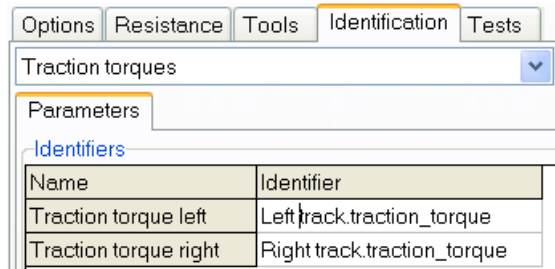 Options Resistance Tools Identification Tests
Traction torques
Parameters
Identifiers
Name Identifier
Traction torque left Left track.traction_torque
Traction torque right Right track.traction_torque